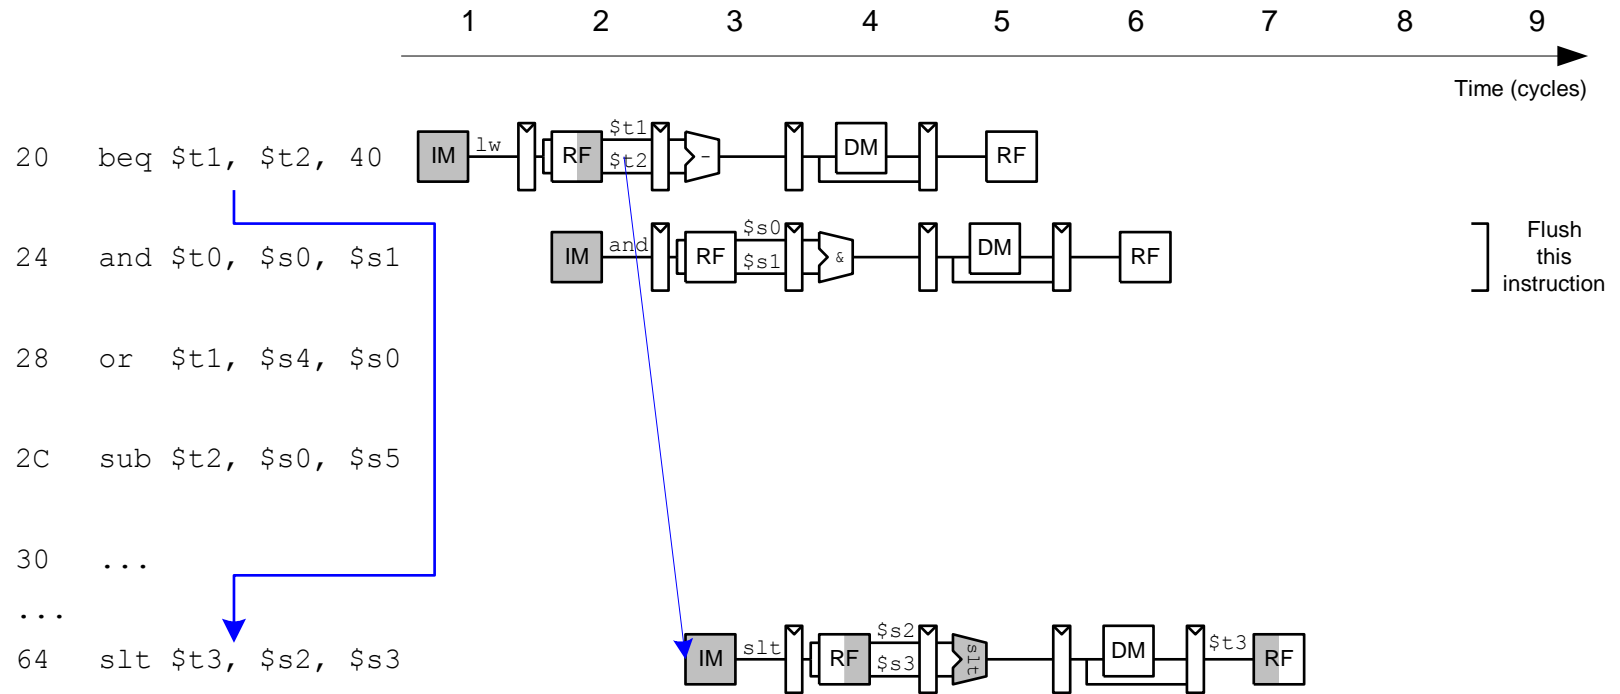 1 2 3 4 5 6 7 8 9
Time (cycles)
20 beq $t1, $t2, 40 IM lw RF $t1 $t2 - DM RF
24 and $t0, $s0, $s1 IM and RF $s0 $s1 & DM RF
Flush
this
instruction
28 or $t1, $s4, $s0
2C sub $t2, $s0, $s5
30 ...
...
64 slt $t3, $s2, $s3 IM slt RF $s2 $s3 slt DM $t3 RF